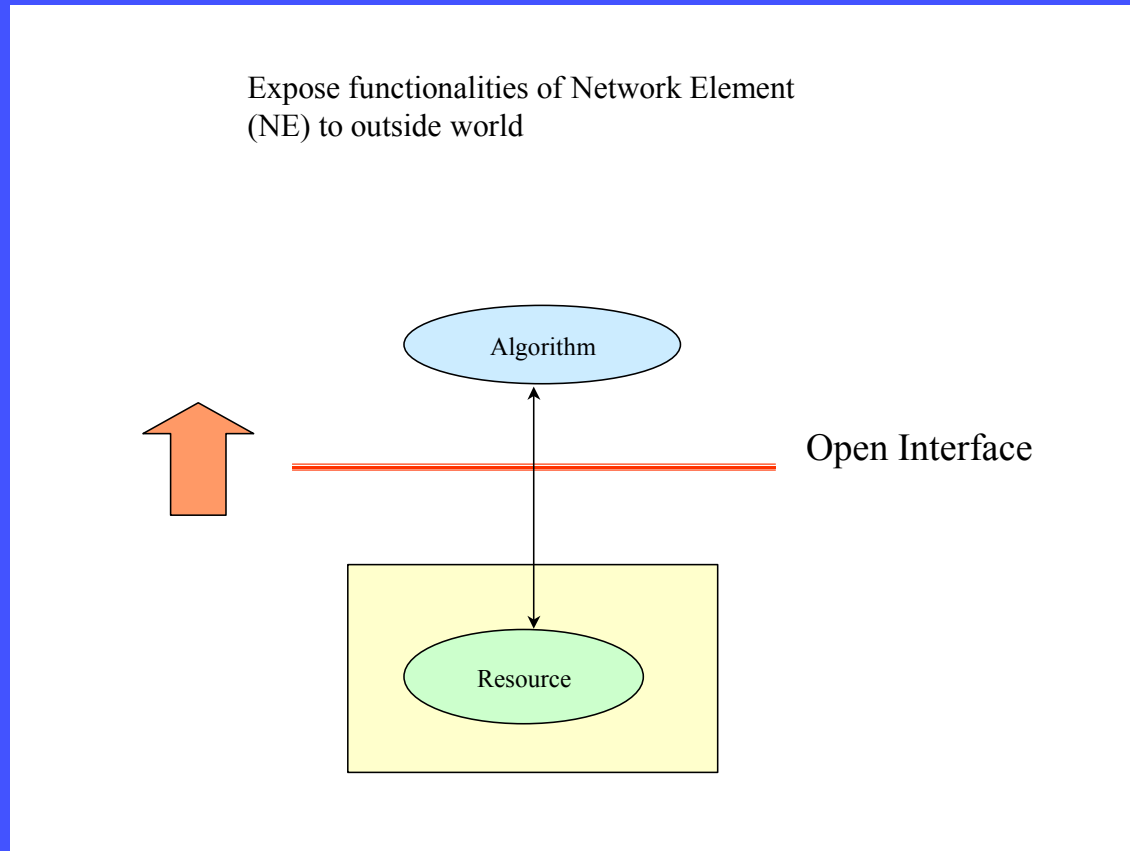 Expose functionalities of Network Element
(NE) to outside world
Algorithm
Open Interface
Resource